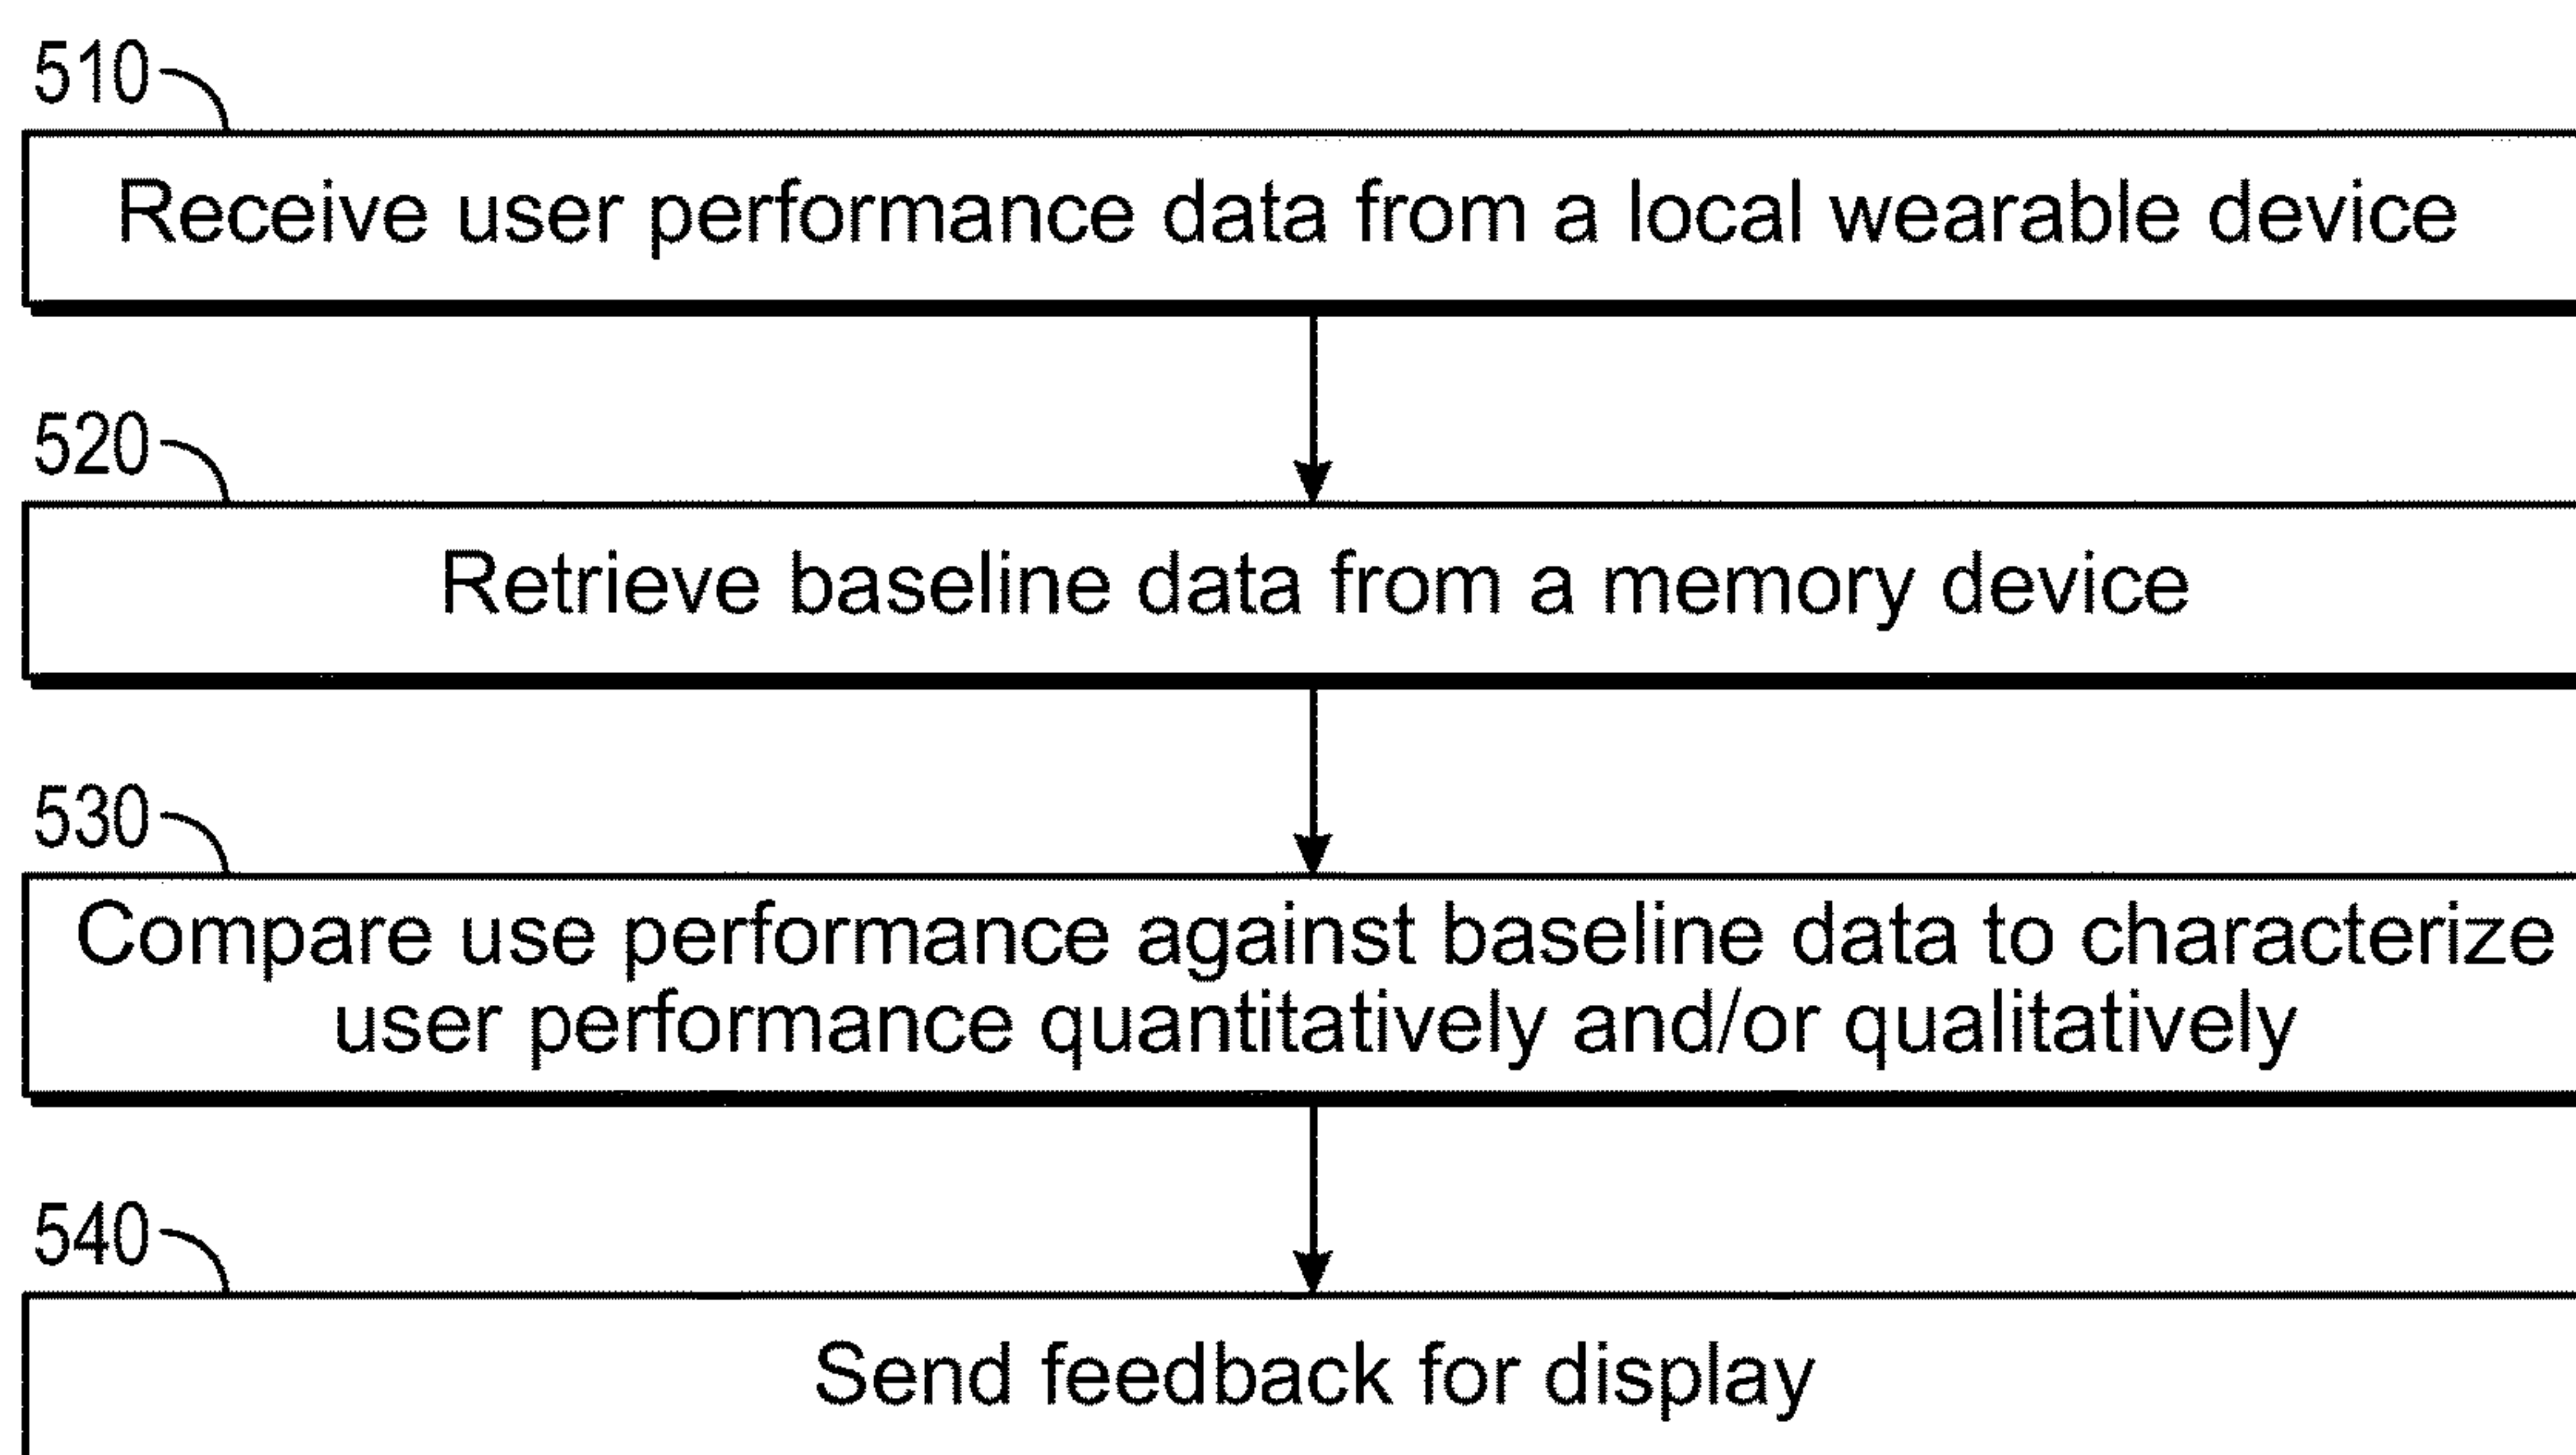 510
Receive user performance data from a local wearable device
520
Retrieve baseline data from a memory device
530
Compare use performance against baseline data to characterize
user performance quantitatively and/or qualitatively
540
Send feedback for display